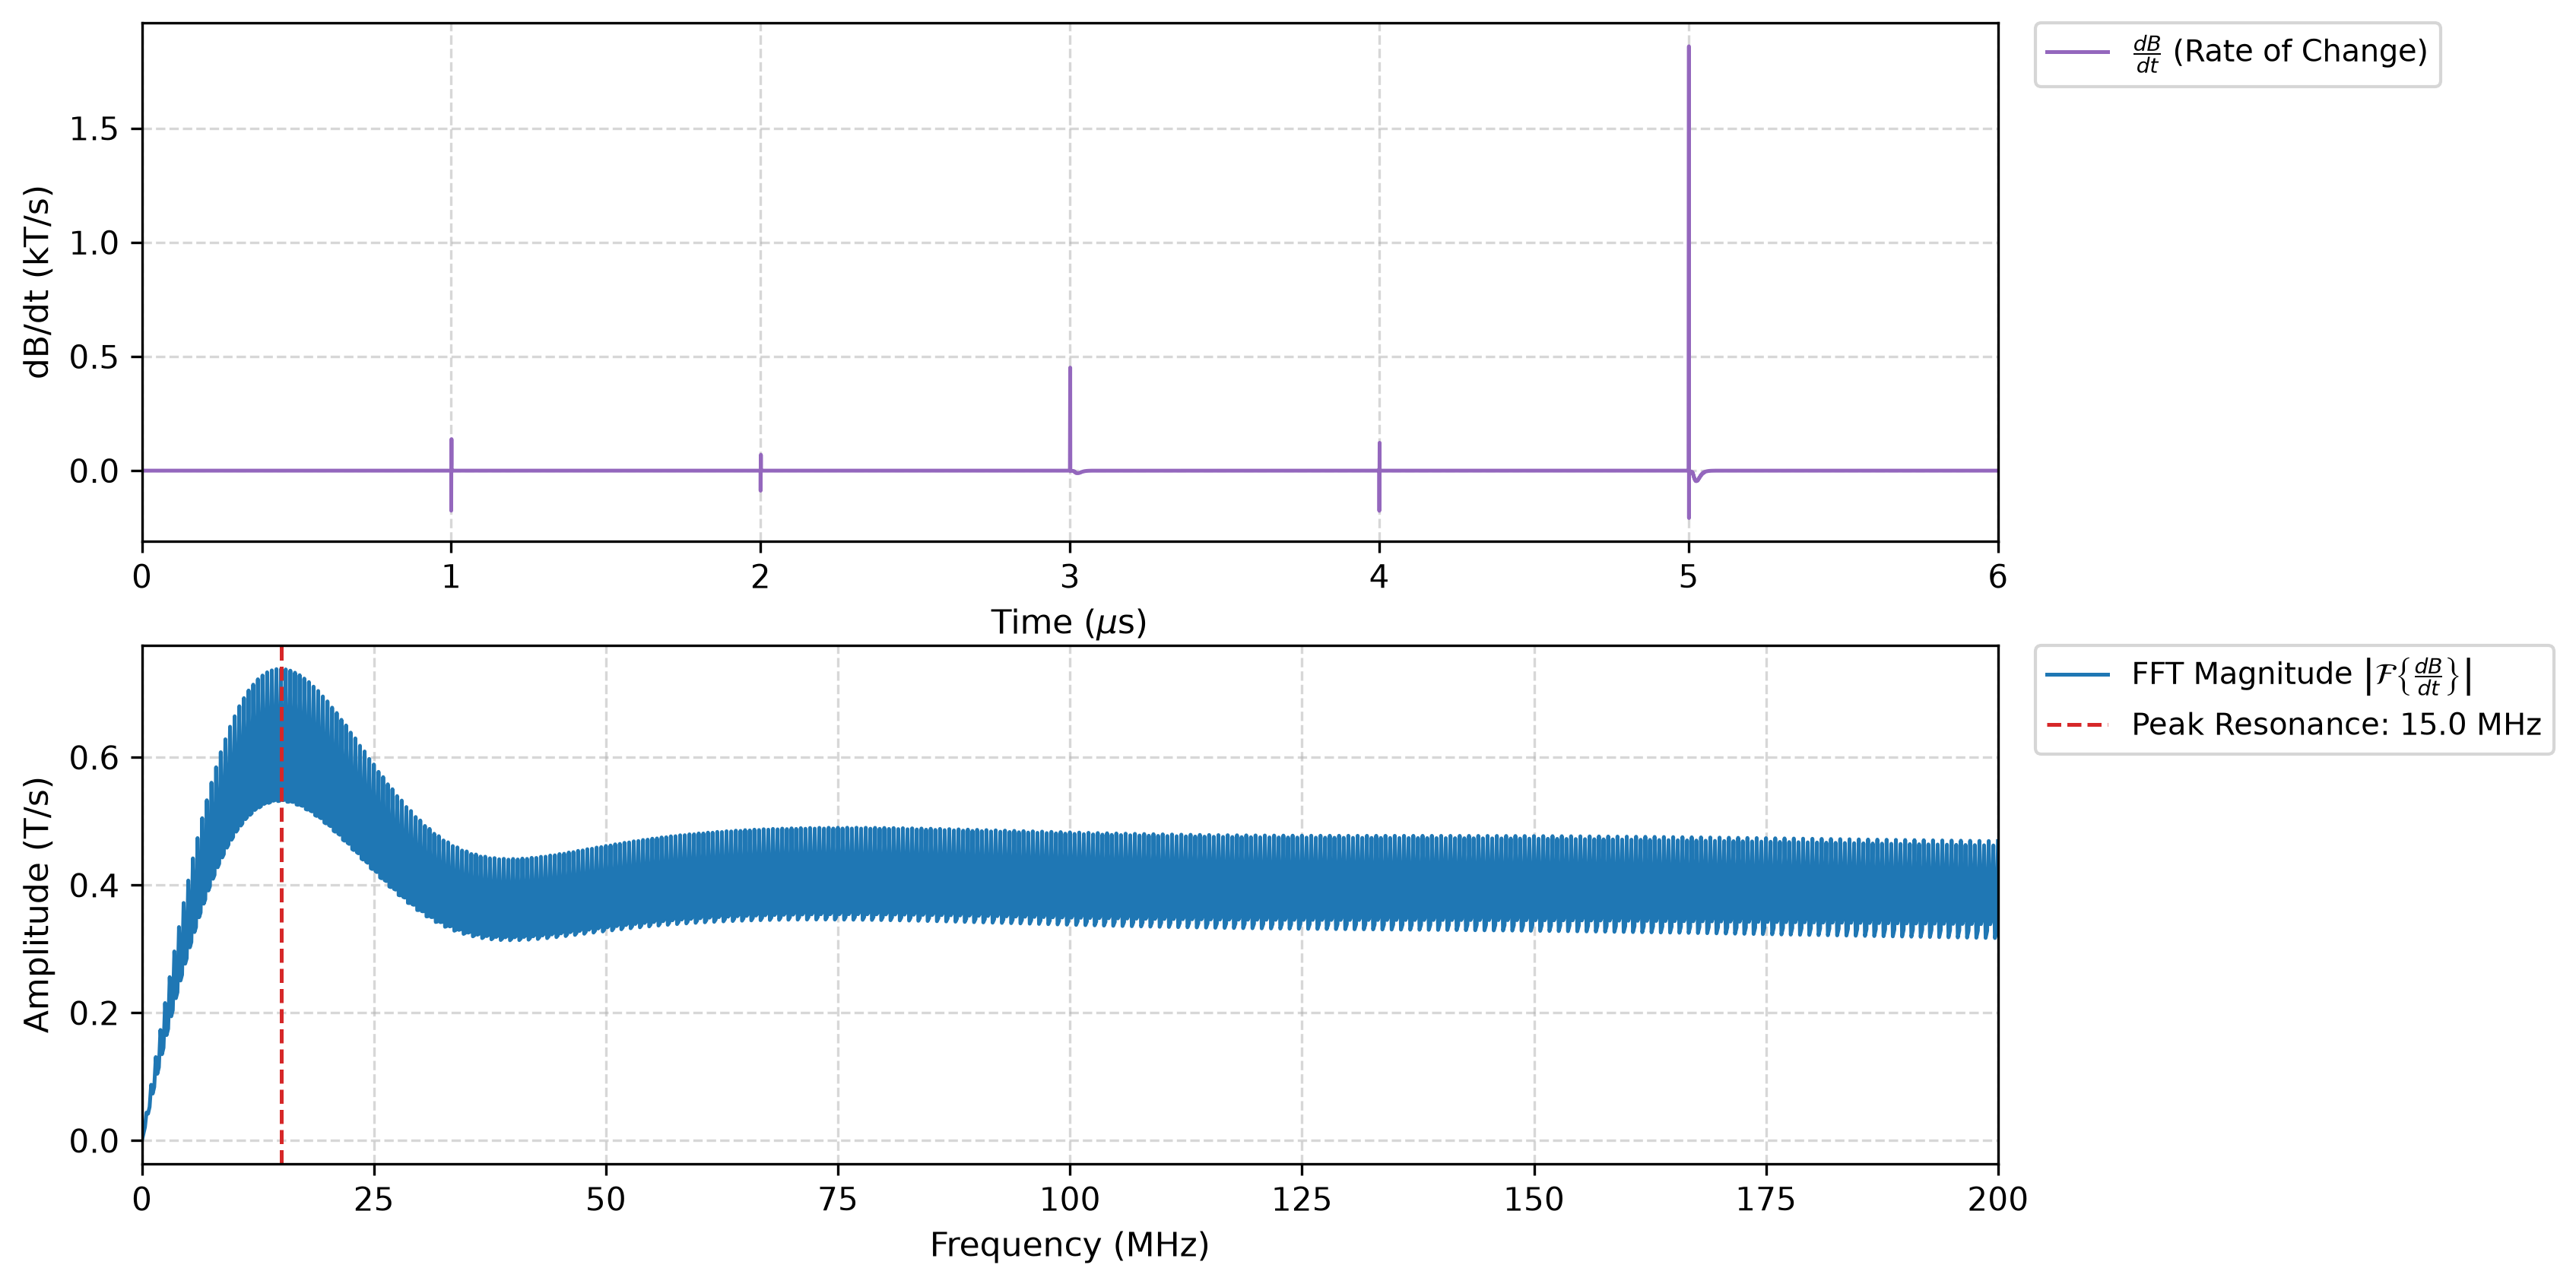 dB/dt (Rate of Change)
dB/dt (kT/s)
1.5
1.0
0.5
0.0
0 1 2 3 4 5 6
Time (μs)
FFT Magnitude |ℱ{dB/dt}|
Peak Resonance: 15.0 MHz
Amplitude (T/s)
0.6
0.4
0.2
0.0
0 25 50 75 100 125 150 175 200
Frequency (MHz)